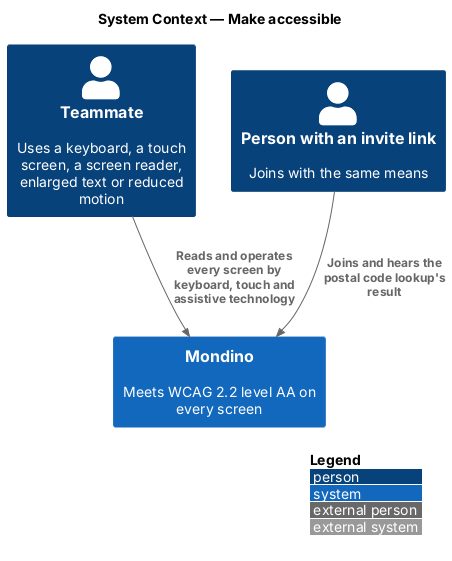 System Context — Make accessible
Teammate
Uses a keyboard, a touch
screen, a screen reader,
enlarged text or reduced
motion
Person with an invite link
Joins with the same means
Reads and operates
every screen by
keyboard, touch and
assistive technology
Joins and hears the
postal code lookup's
result
Mondino
Meets WCAG 2.2 level AA on
every screen
Legend
person
system
external person
external system